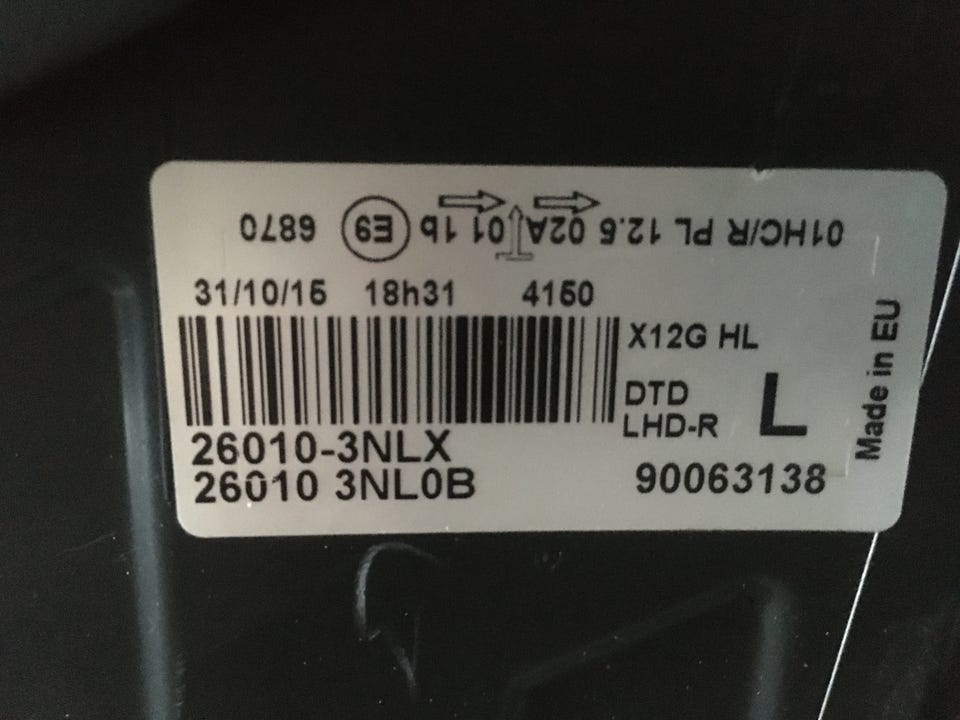 01HC/R PL 12.6 02A 01 1b E9 6870
31/10/15 18h31 4150
X12G HL
DTD
LHD-R
L
Made in EU
26010-3NLX
26010 3NL0B
90063138